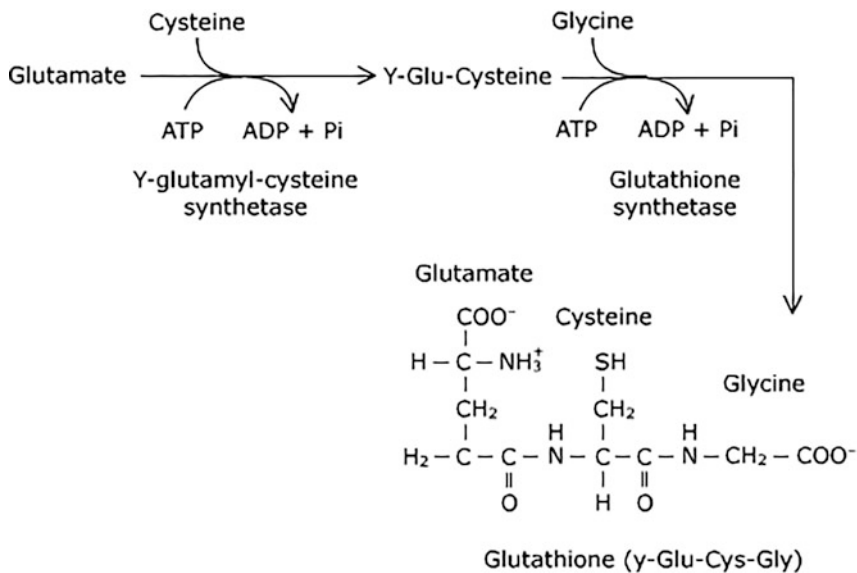 Cysteine Glycine
Glutamate Y-Glu-Cysteine
ATP ADP + Pi ATP ADP + Pi
Y-glutamyl-cysteine
synthetase
Glutathione
synthetase
Glutamate
COO⁻ Cysteine
H – C – NH₃⁺ SH Glycine
CH₂ CH₂ H H
H₂ – C – C – N – C – C – N – CH₂ – COO⁻
O H O
Glutathione (y-Glu-Cys-Gly)